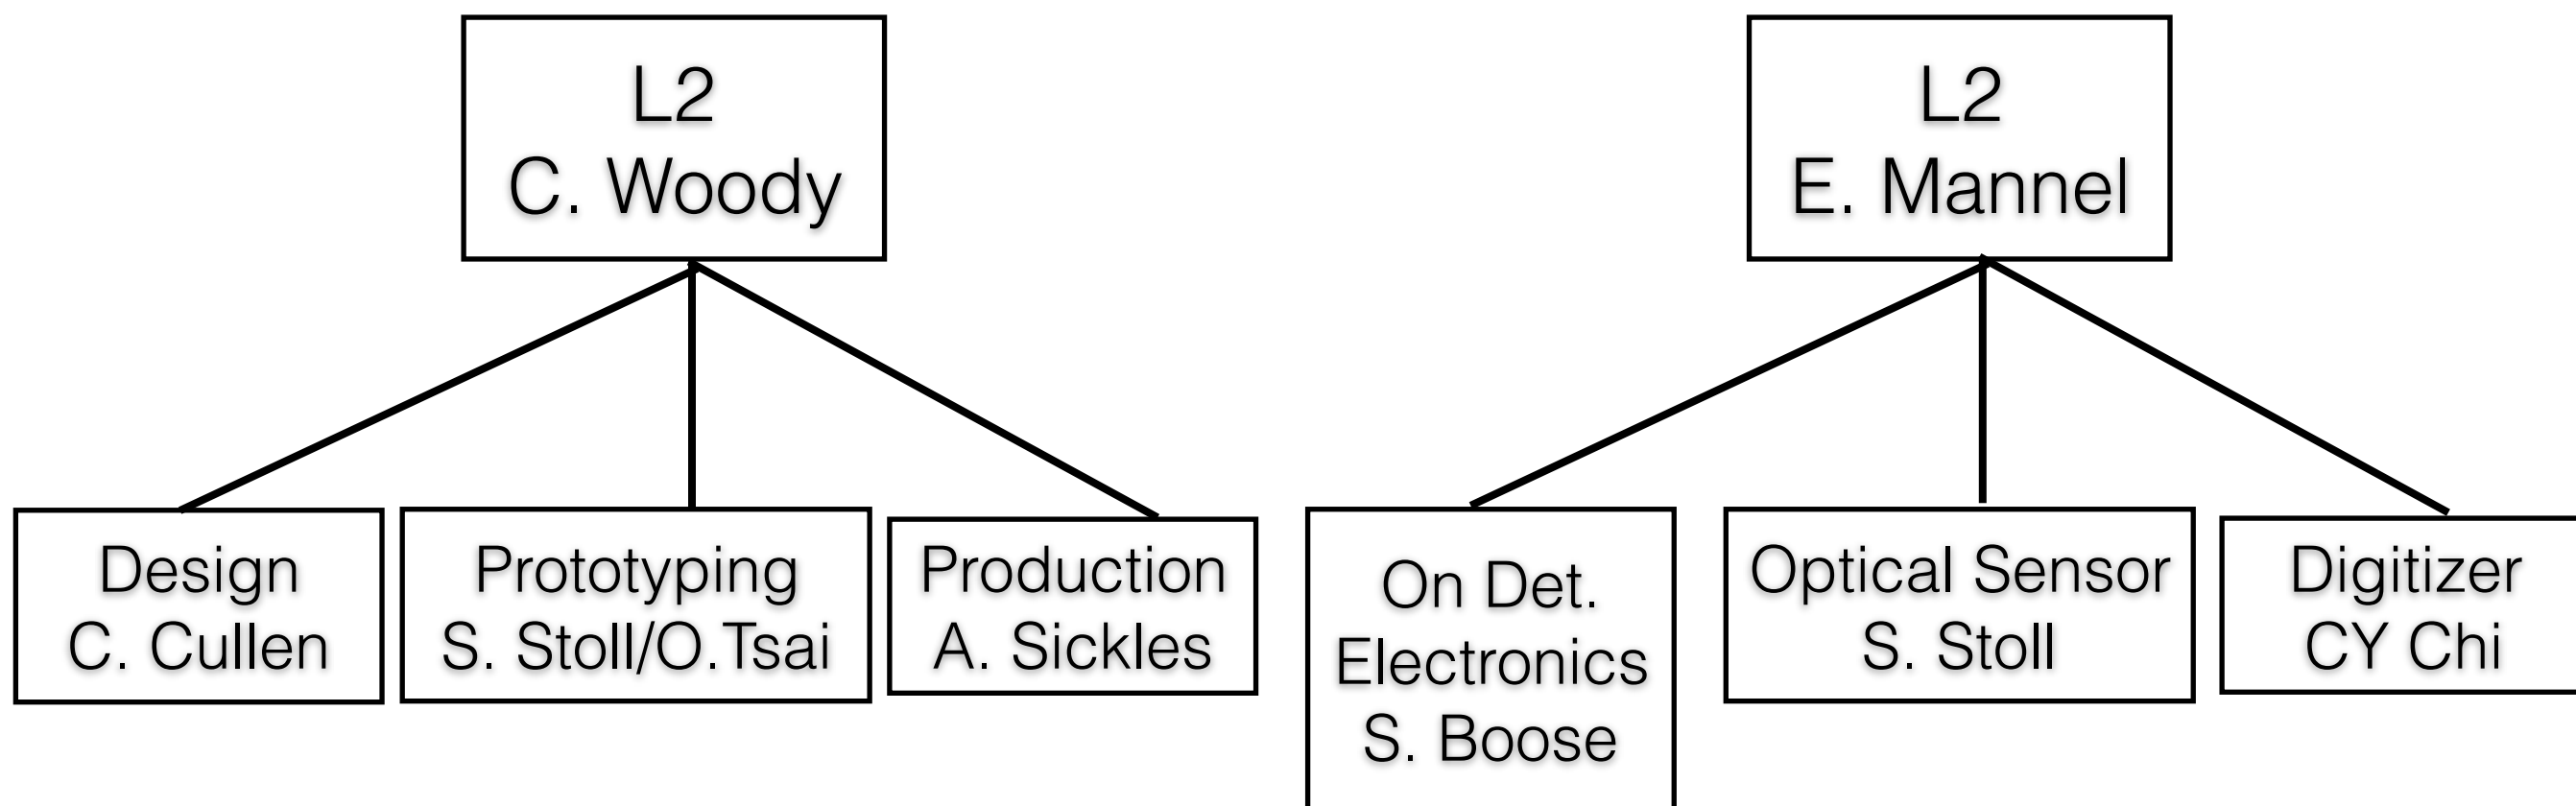 L2
C. Woody
L2
E. Mannel
Design
C. Cullen
Prototyping
S. Stoll/O.Tsai
Production
A. Sickles
On Det.
Electronics
S. Boose
Optical Sensor
S. Stoll
Digitizer
CY Chi